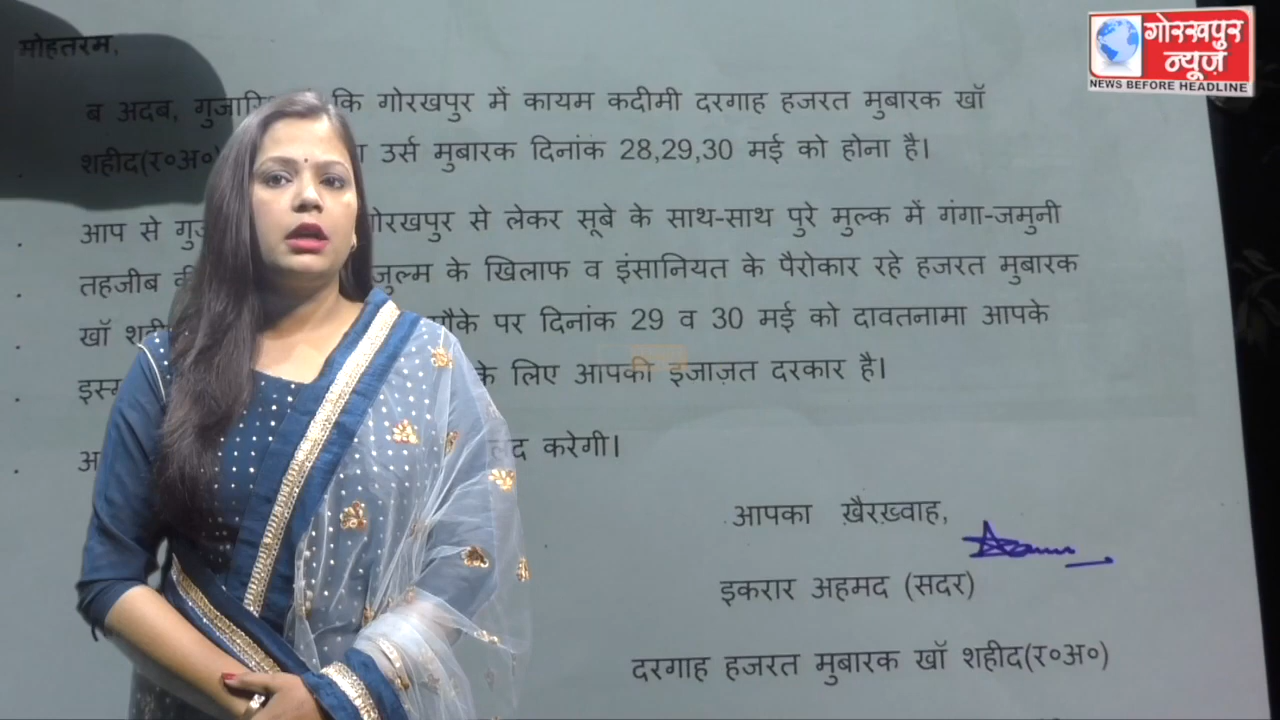 गोरखपुर
न्यूज़
NEWS BEFORE HEADLINE
मोहतरम,
ब अदब, कि गोरखपुर में कायम कदीमी दरगाह हजरत मुबारक खॉ
शहीद(र०अ०) उर्स मुबारक दिनांक 28,29,30 मई को होना है।
आप से गोरखपुर से लेकर सूबे के साथ-साथ पुरे मुल्क में गंगा-जमुनी
तहजीब जुल्म के खिलाफ व इंसानियत के पैरोकार रहे हजरत मुबारक
खॉ पर दिनांक 29 व 30 मई को दावतनामा आपके
के लिए आपकी इजाज़त दरकार है।
करेगी।
आपका ख़ैरख़्वाह,
इकरार अहमद (सदर)
दरगाह हजरत मुबारक खॉ शहीद(र०अ०)